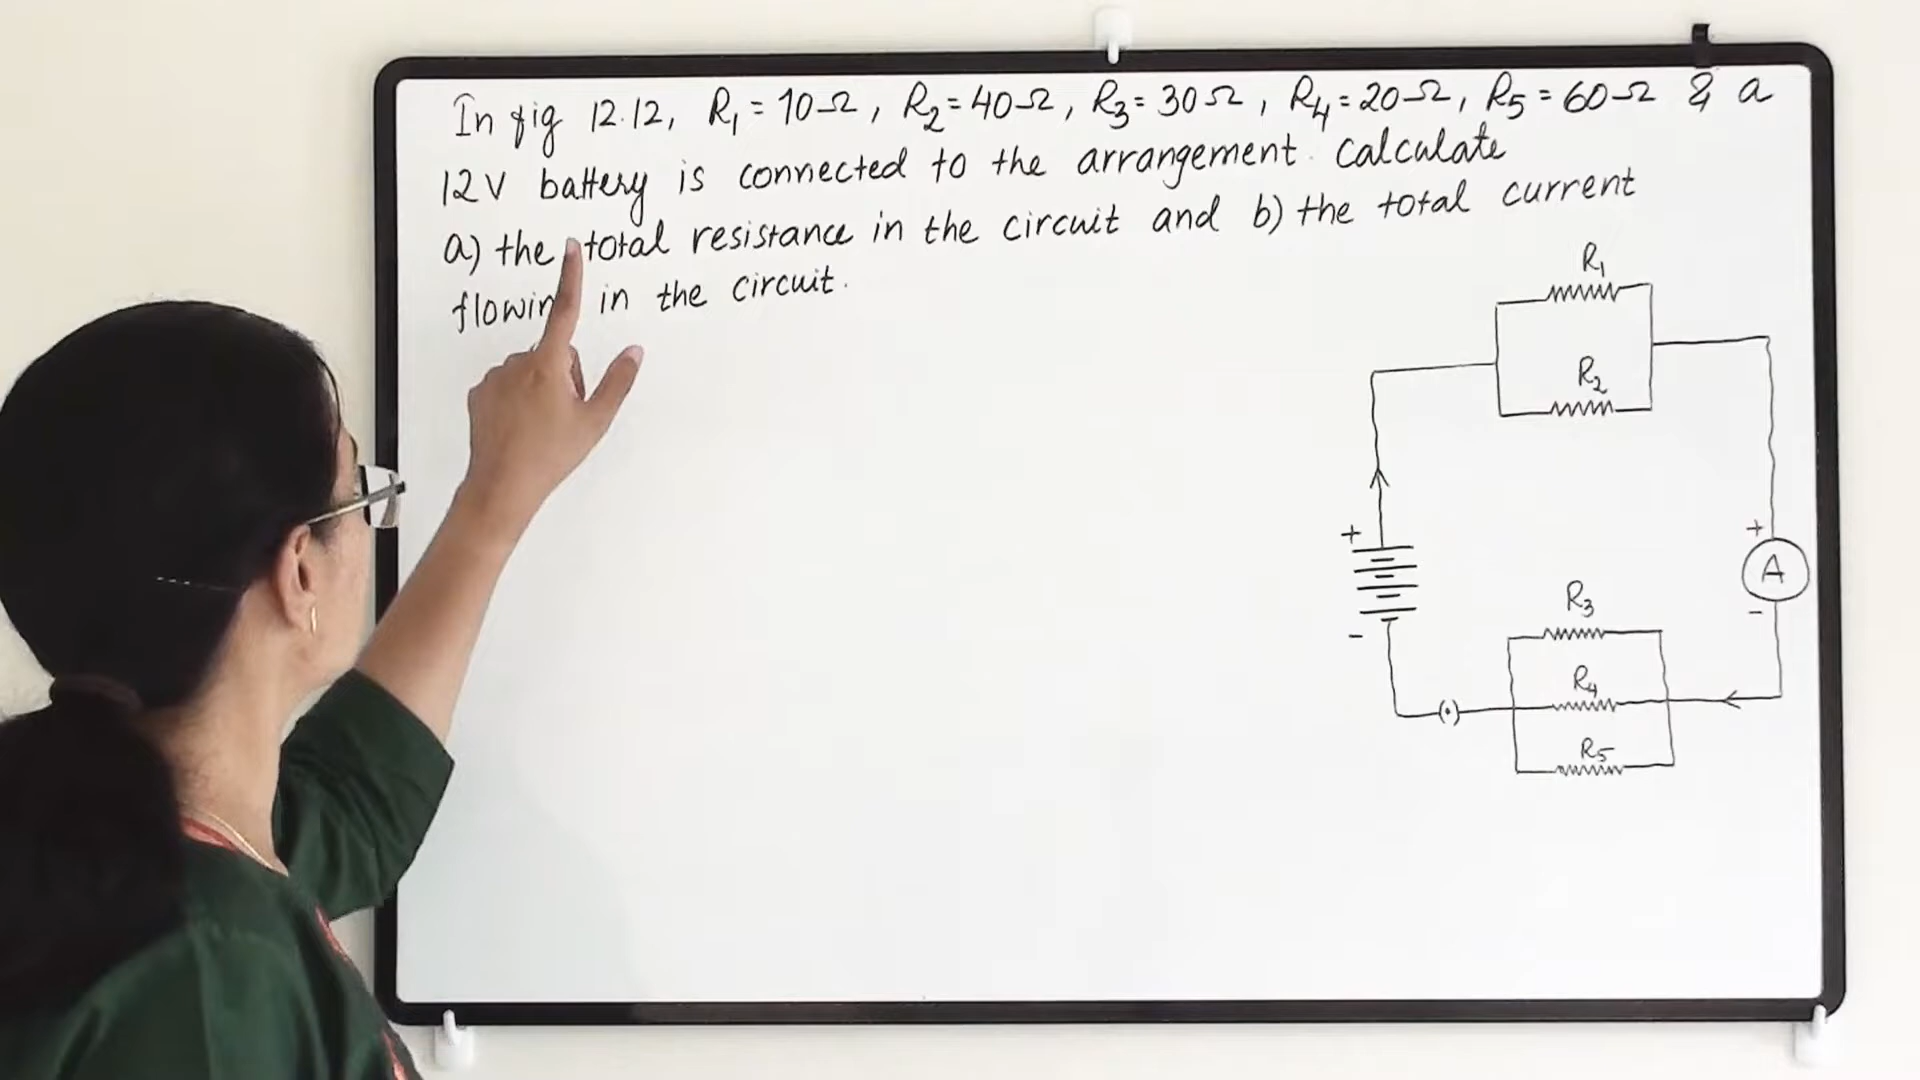 In fig 12.12, R1 = 10Ω, R2 = 40Ω, R3 = 30Ω, R4 = 20Ω, R5 = 60Ω & a
12V battery is connected to the arrangement. Calculate
a) the total resistance in the circuit and b) the total current
in the circuit.
R1
R2
+
+
A
-
-
R3
R4
R5